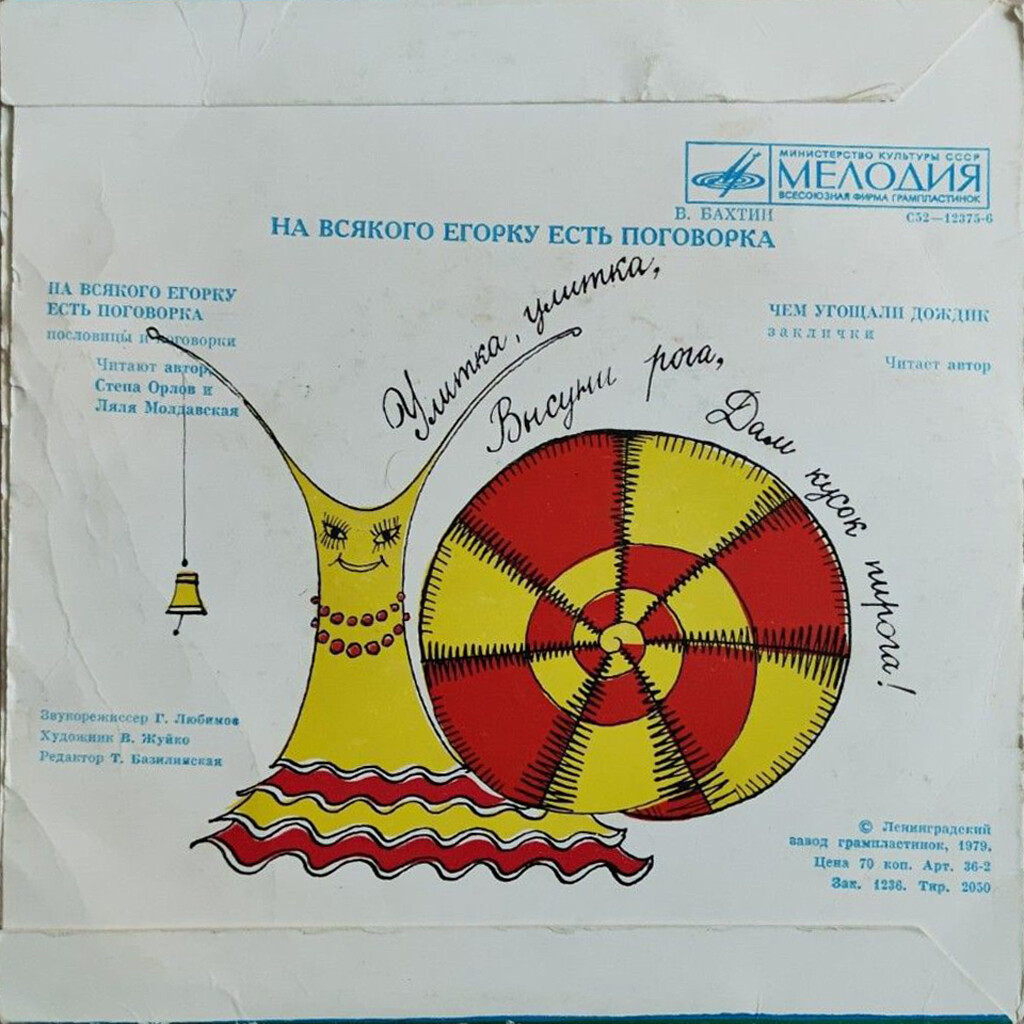 МИНИСТЕРСТВО КУЛЬТУРЫ СССР
МЕЛОДИЯ
ВСЕСОЮЗНАЯ ФИРМА ГРАМПЛАСТИНОК
В. БАХТИН
С52—12375-6
НА ВСЯКОГО ЕГОРКУ ЕСТЬ ПОГОВОРКА
НА ВСЯКОГО ЕГОРКУ
ЕСТЬ ПОГОВОРКА
пословицы и поговорки
Читают автор,
Степа Орлов и
Ляля Молдавская
ЧЕМ УГОЩАЛИ ДОЖДИК
заклички
Читает автор
Улитка, улитка,
Высуни рога,
Дам кусок пирога!
Звукорежиссер Г. Любимов
Художник В. Жуйко
Редактор Т. Базилинская
© Ленинградский
завод грампластинок, 1979,
Цена 70 коп. Арт. 36-2
Зак. 1236. Тир. 2050